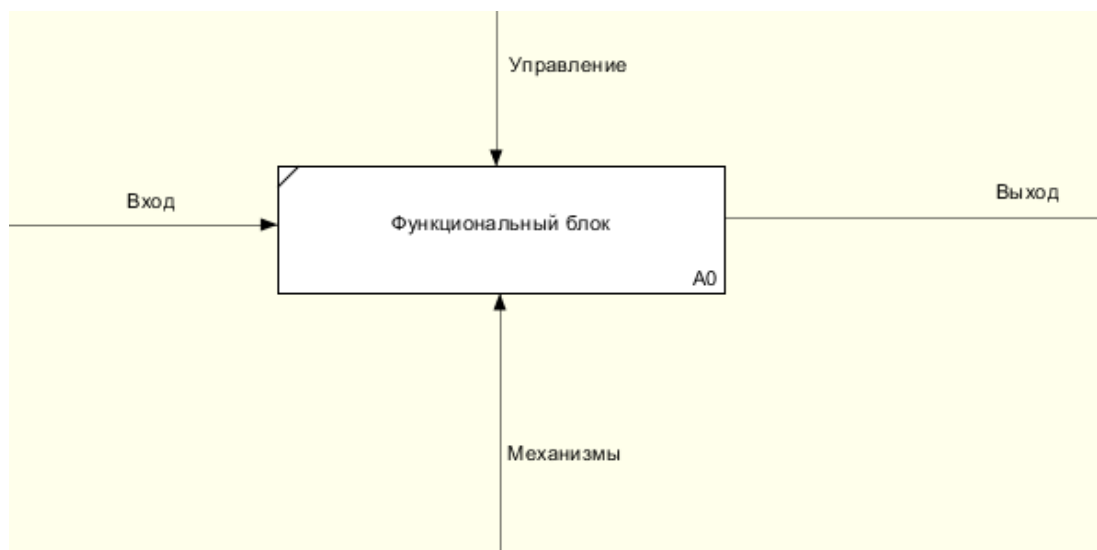 Управление
Вход
Выход
Функциональный блок
A0
Механизмы